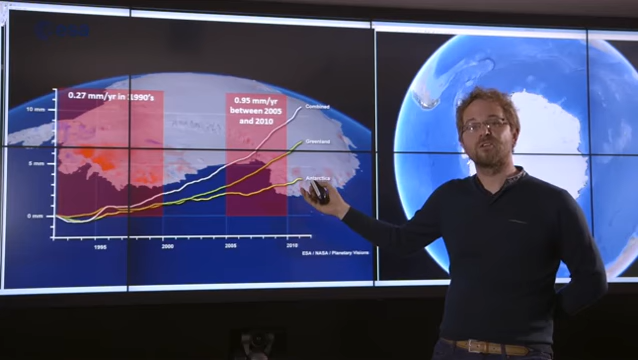 esa
0.27 mm/yr in 1990's
0.95 mm/yr
between 2005
and 2010
10 mm
5 mm
0 mm
Combined
Greenland
Antarctica
1995
2000
2005
2010
ESA / NASA / Planetary Visions